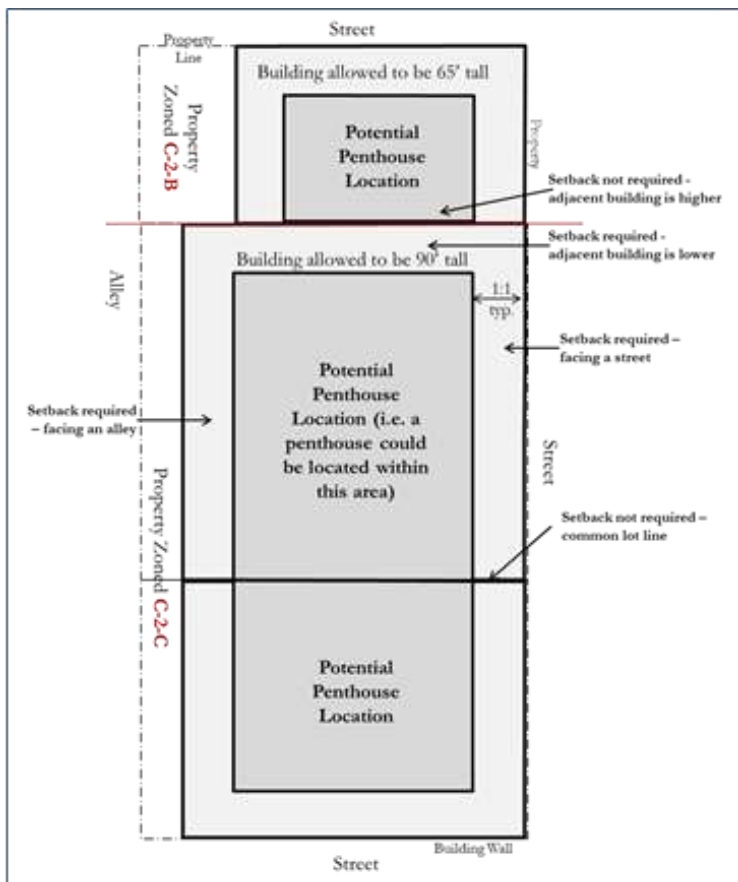 Street
Property
Line
Building allowed to be 65' tall
Property
Zoned C-2-B
Potential
Penthouse
Location
Property
Setback not required -
adjacent building is higher
Setback required -
adjacent building is lower
Building allowed to be 90' tall
Alley
1:1
typ.
Setback required –
facing a street
Potential
Penthouse
Location (i.e. a
penthouse could
be located within
this area)
Setback required
– facing an alley
Street
Property Zoned C-2-C
Setback not required –
common lot line
Potential
Penthouse
Location
Building Wall
Street